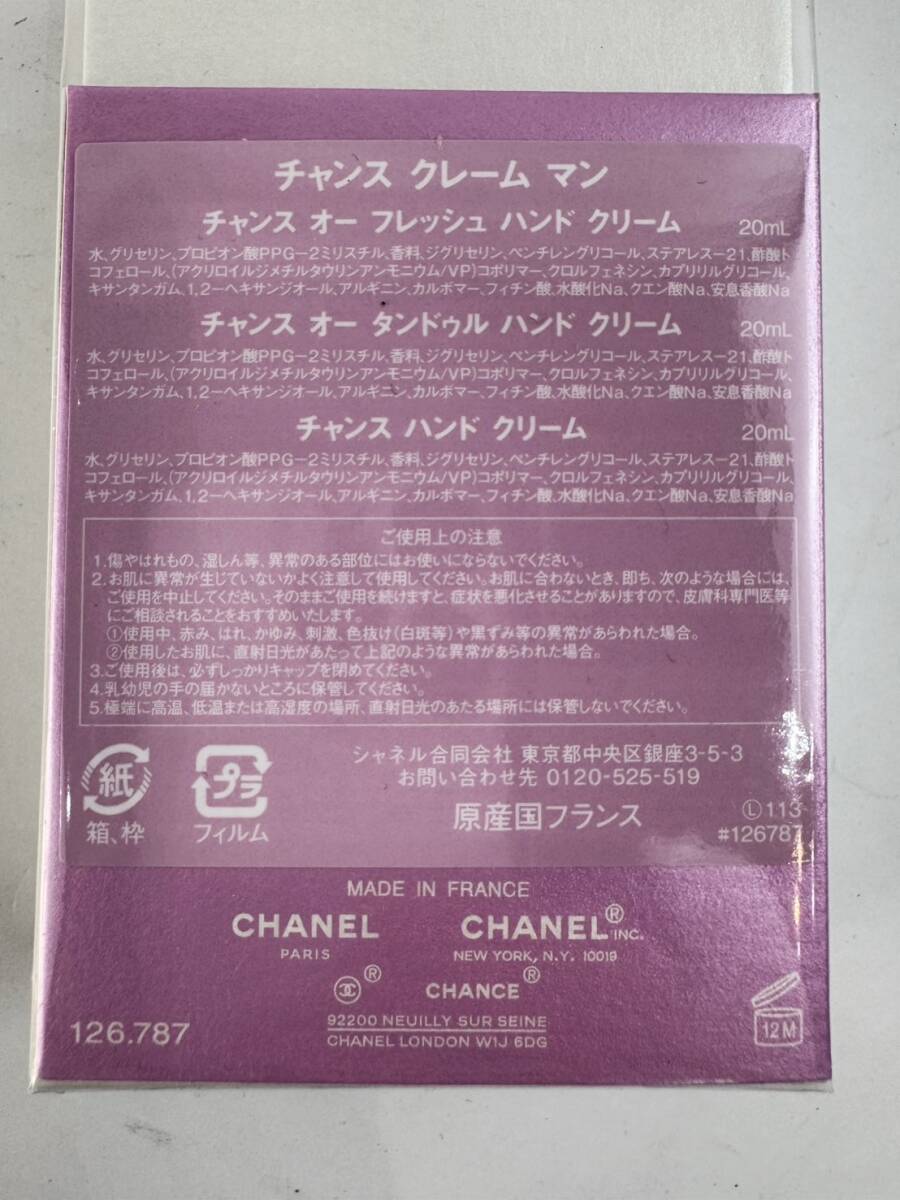 チャンス クレーム マン
チャンス オー フレッシュ ハンド クリーム 20mL
水、グリセリン、プロピオン酸PPG-2ミリスチル、香料、ジグリセリン、ペンチレングリコール、ステアレス-21、酢酸ト
コフェロール、(アクリロイルジメチルタウリンアンモニウム/VP)コポリマー、クロルフェネシン、カプリリルグリコール、
キサンタンガム、1,2-ヘキサンジオール、アルギニン、カルボマー、フィチン酸、水酸化Na、クエン酸Na、安息香酸Na
チャンス オー タンドゥル ハンド クリーム 20mL
水、グリセリン、プロピオン酸PPG-2ミリスチル、香料、ジグリセリン、ペンチレングリコール、ステアレス-21、酢酸ト
コフェロール、(アクリロイルジメチルタウリンアンモニウム/VP)コポリマー、クロルフェネシン、カプリリルグリコール、
キサンタンガム、1,2-ヘキサンジオール、アルギニン、カルボマー、フィチン酸、水酸化Na、クエン酸Na、安息香酸Na
チャンス ハンド クリーム 20mL
水、グリセリン、プロピオン酸PPG-2ミリスチル、香料、ジグリセリン、ペンチレングリコール、ステアレス-21、酢酸ト
コフェロール、(アクリロイルジメチルタウリンアンモニウム/VP)コポリマー、クロルフェネシン、カプリリルグリコール、
キサンタンガム、1,2-ヘキサンジオール、アルギニン、カルボマー、フィチン酸、水酸化Na、クエン酸Na、安息香酸Na
ご使用上の注意
1.傷やはれもの、湿しん等、異常のある部位にはお使いにならないでください。
2.お肌に異常が生じていないかよく注意して使用してください。お肌に合わないとき、即ち、次のような場合には、
ご使用を中止してください。そのままご使用を続けますと、症状を悪化させることがありますので、皮膚科専門医等
にご相談されることをおすすめいたします。
①使用中、赤み、はれ、かゆみ、刺激、色抜け(白斑等)や黒ずみ等の異常があらわれた場合。
②使用したお肌に、直射日光があたって上記のような異常があらわれた場合。
3.ご使用後は、必ずしっかりキャップを閉めてください。
4.乳幼児の手の届かないところに保管してください。
5.極端に高温、低温または高湿度の場所、直射日光のあたる場所には保管しないでください。
紙
箱、枠
プラ
フィルム
シャネル合同会社 東京都中央区銀座3-5-3
お問い合わせ先 0120-525-519
原産国フランス
Ⓛ 113
#126787
MADE IN FRANCE
CHANEL
PARIS
CHANEL® INC.
NEW YORK, N.Y. 10019
® CHANCE®
92200 NEUILLY SUR SEINE
CHANEL LONDON W1J 6DG
126.787
12M